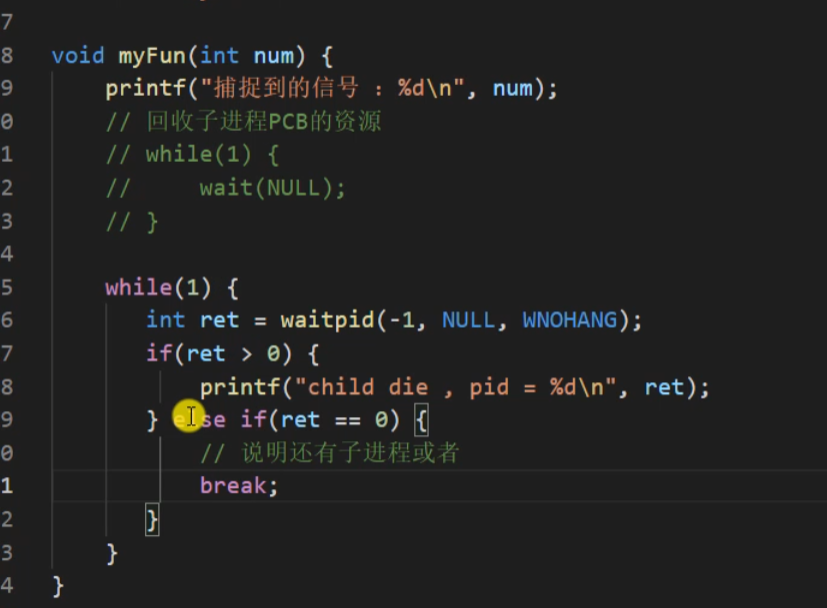 7
8 void myFun(int num) {
9     printf("捕捉到的信号 ：%d\n", num);
0     // 回收子进程PCB的资源
1     // while(1) {
2     //     wait(NULL);
3     // }
4
5     while(1) {
6        int ret = waitpid(-1, NULL, WNOHANG);
7        if(ret > 0) {
8            printf("child die , pid = %d\n", ret);
9        } else if(ret == 0) {
0            // 说明还有子进程或者
1            break;
2        }
3     }
4 }